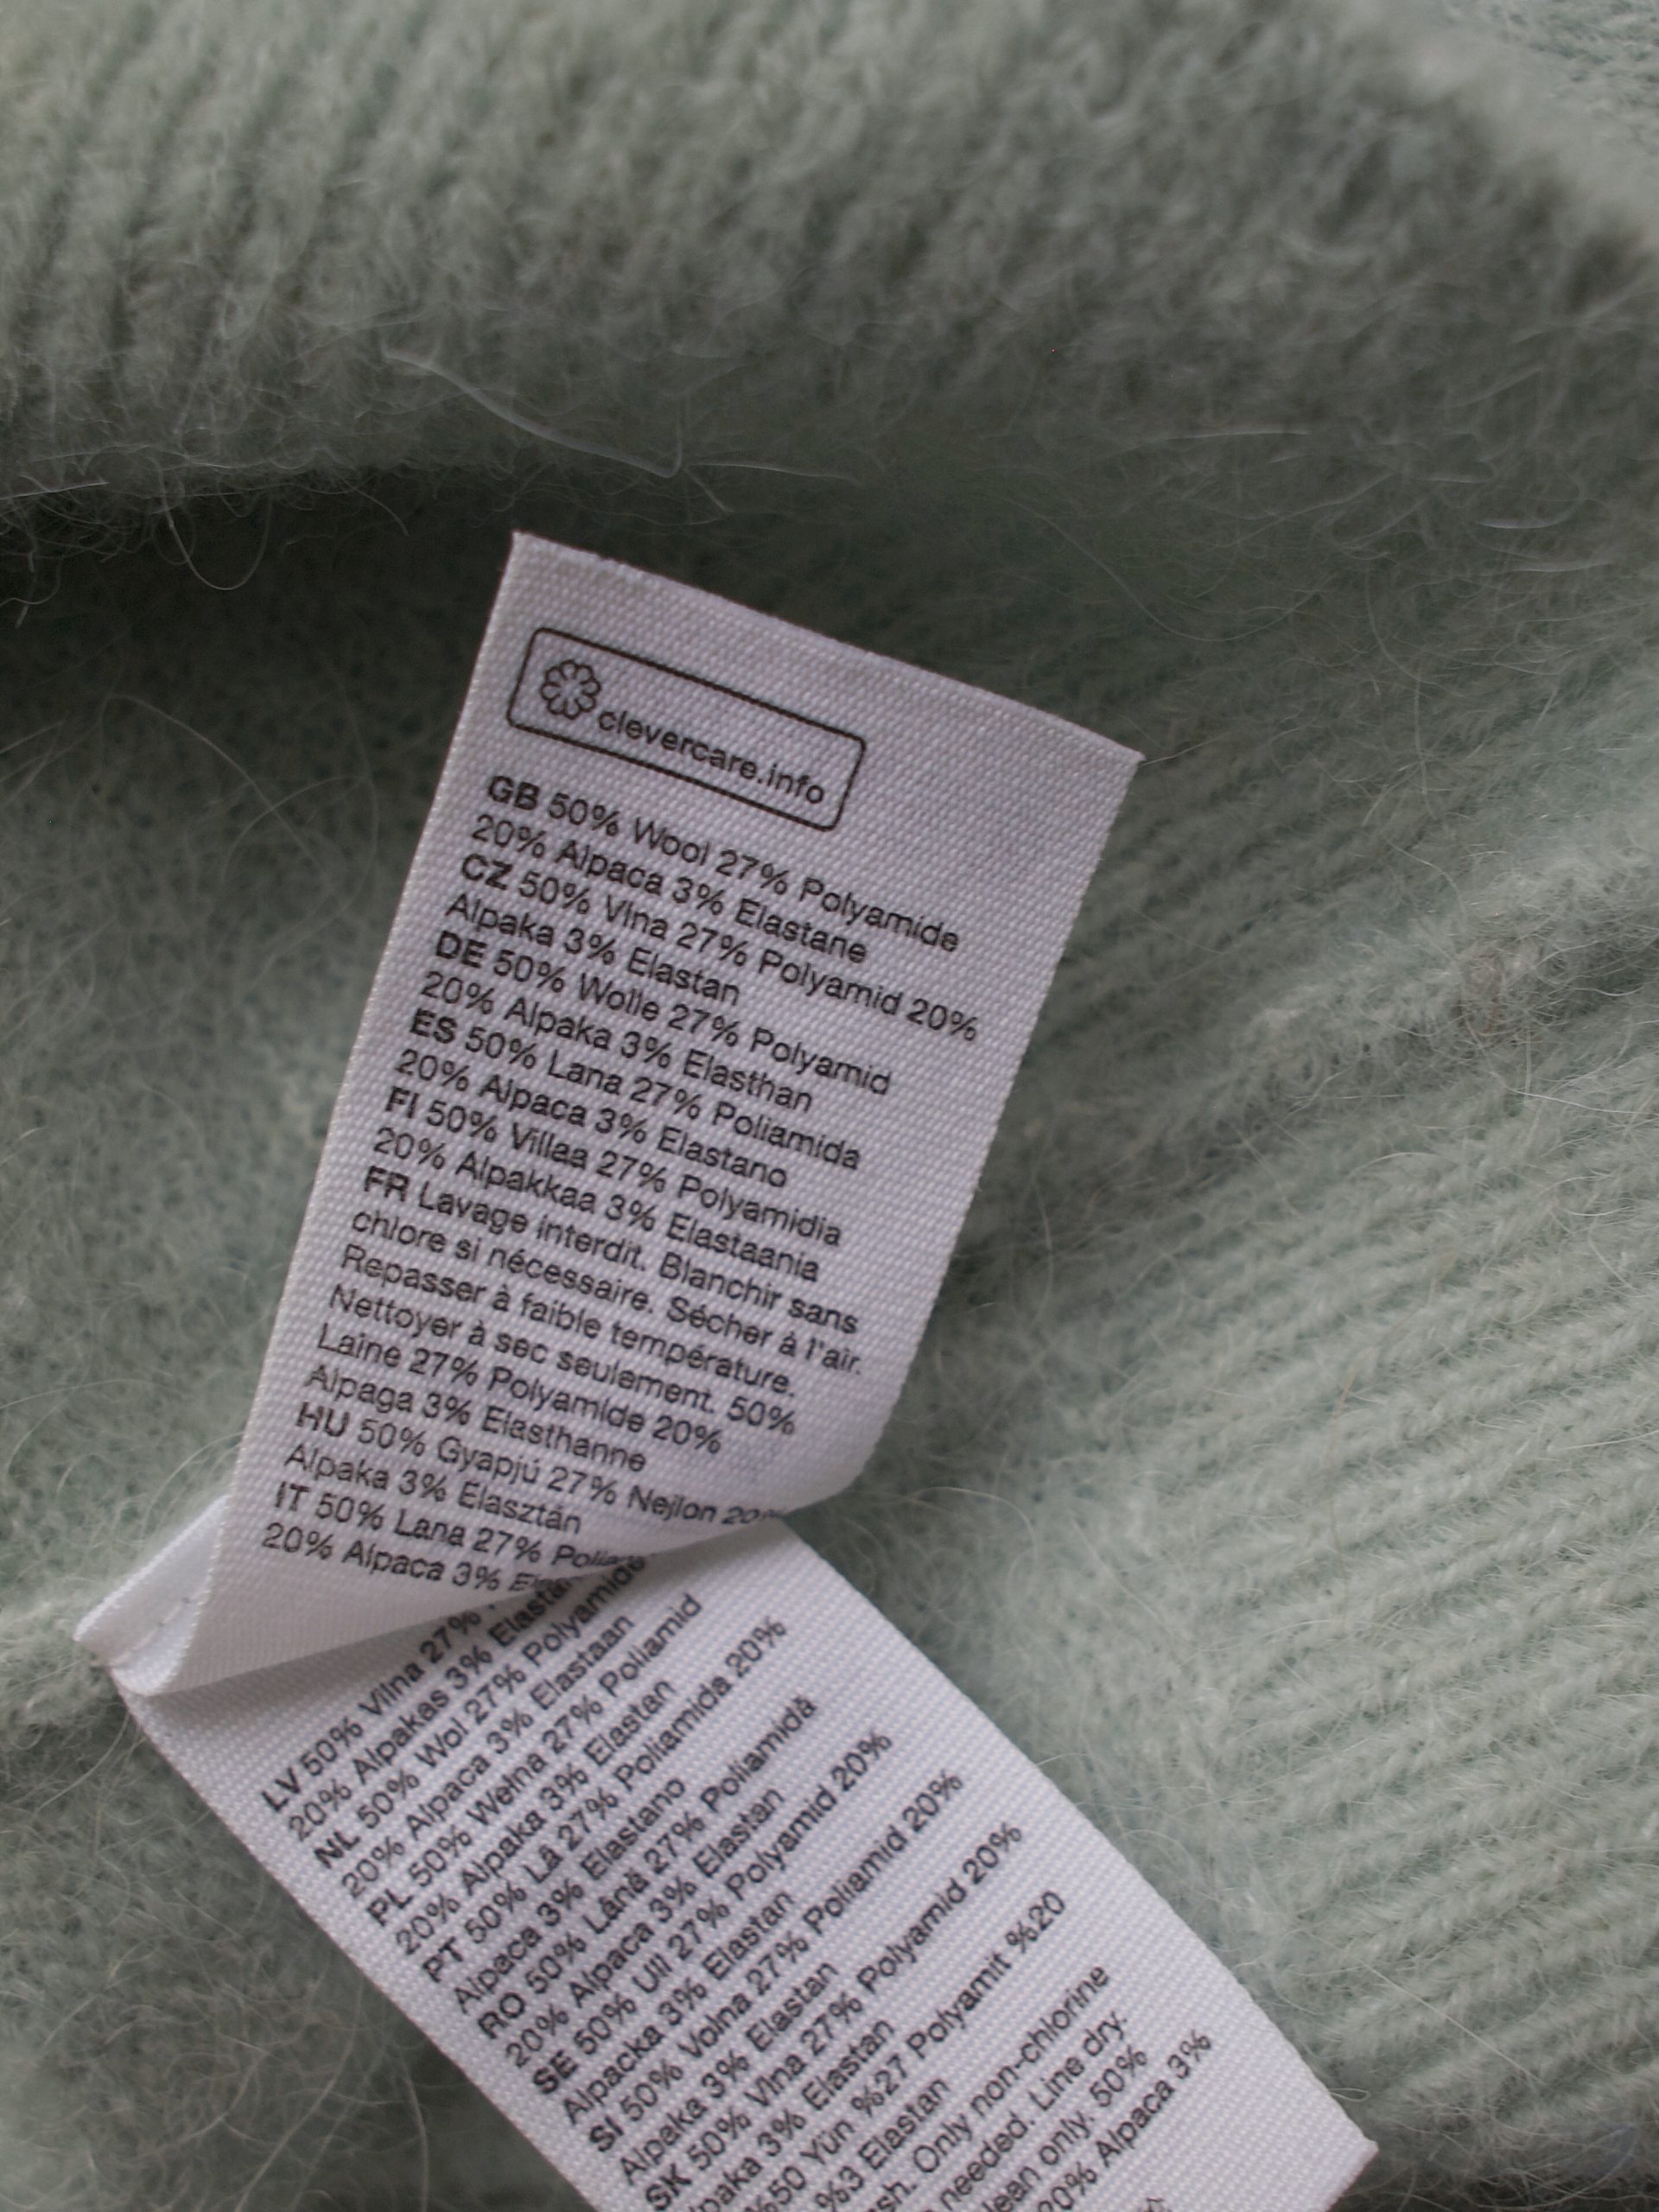 clevercare.info
GB 50% Wool 27% Polyamide
20% Alpaca 3% Elastane
CZ 50% Vlna 27% Polyamid 20%
Alpaka 3% Elastan
DE 50% Wolle 27% Polyamid
20% Alpaka 3% Elasthan
ES 50% Lana 27% Poliamida
20% Alpaca 3% Elastano
FI 50% Villaa 27% Polyamidia
20% Alpakkaa 3% Elastaania
FR Lavage interdit. Blanchir sans
chlore si nécessaire. Sécher à l'air.
Repasser à faible température.
Nettoyer à sec seulement. 50%
Laine 27% Polyamide 20%
Alpaga 3% Elasthanne
HU 50% Gyapjú 27% Nejlon 20%
Alpaka 3% Elasztán
IT 50% Lana 27%
20% Alpaca 3%
LV 50% Vilna 27%
20% Alpakas 3%
NL 50% Wol 27% Polyamide
20% Alpaca 3% Elastaan
PL 50% Wełna 27% Poliamid
20% Alpaka 3% Elastan
PT 50% Lã 27% Poliamida 20%
Alpaca 3% Elastano
RO 50% Lână 27% Poliamidă
20% Alpaca 3% Elastan
SE 50% Ull 27% Polyamid 20%
Alpacka 3% Elastan
SI 50% Volna 27% Poliamid 20%
Alpaka 3% Elastan
SK 50% Vlna 27% Polyamid 20%
3% Elastan
%50 Yün %27 Polyamit %20
%3 Elastan
Only non-chlorine
needed. Line dry.
only. 50%
20% Alpaca 3%